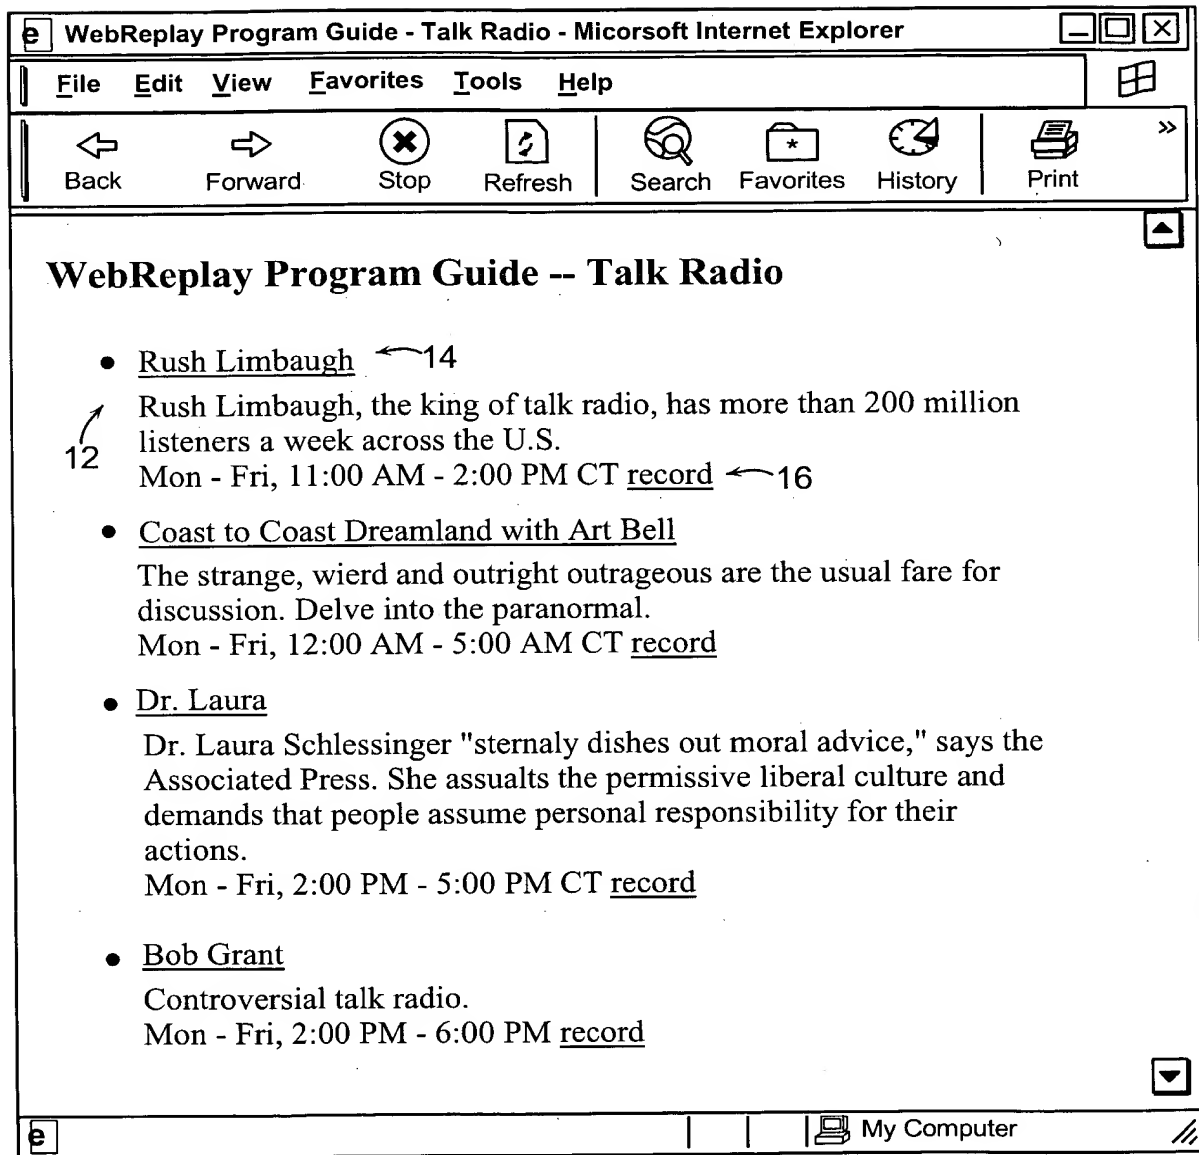 e WebReplay Program Guide - Talk Radio - Micorsoft Internet Explorer
File Edit View Favorites Tools Help
Back Forward Stop Refresh Search Favorites History Print »
WebReplay Program Guide -- Talk Radio
• Rush Limbaugh 14
Rush Limbaugh, the king of talk radio, has more than 200 million
12 listeners a week across the U.S.
Mon - Fri, 11:00 AM - 2:00 PM CT record 16
• Coast to Coast Dreamland with Art Bell
The strange, wierd and outright outrageous are the usual fare for
discussion. Delve into the paranormal.
Mon - Fri, 12:00 AM - 5:00 AM CT record
• Dr. Laura
Dr. Laura Schlessinger "sternaly dishes out moral advice," says the
Associated Press. She assualts the permissive liberal culture and
demands that people assume personal responsibility for their
actions.
Mon - Fri, 2:00 PM - 5:00 PM CT record
• Bob Grant
Controversial talk radio.
Mon - Fri, 2:00 PM - 6:00 PM record
e My Computer